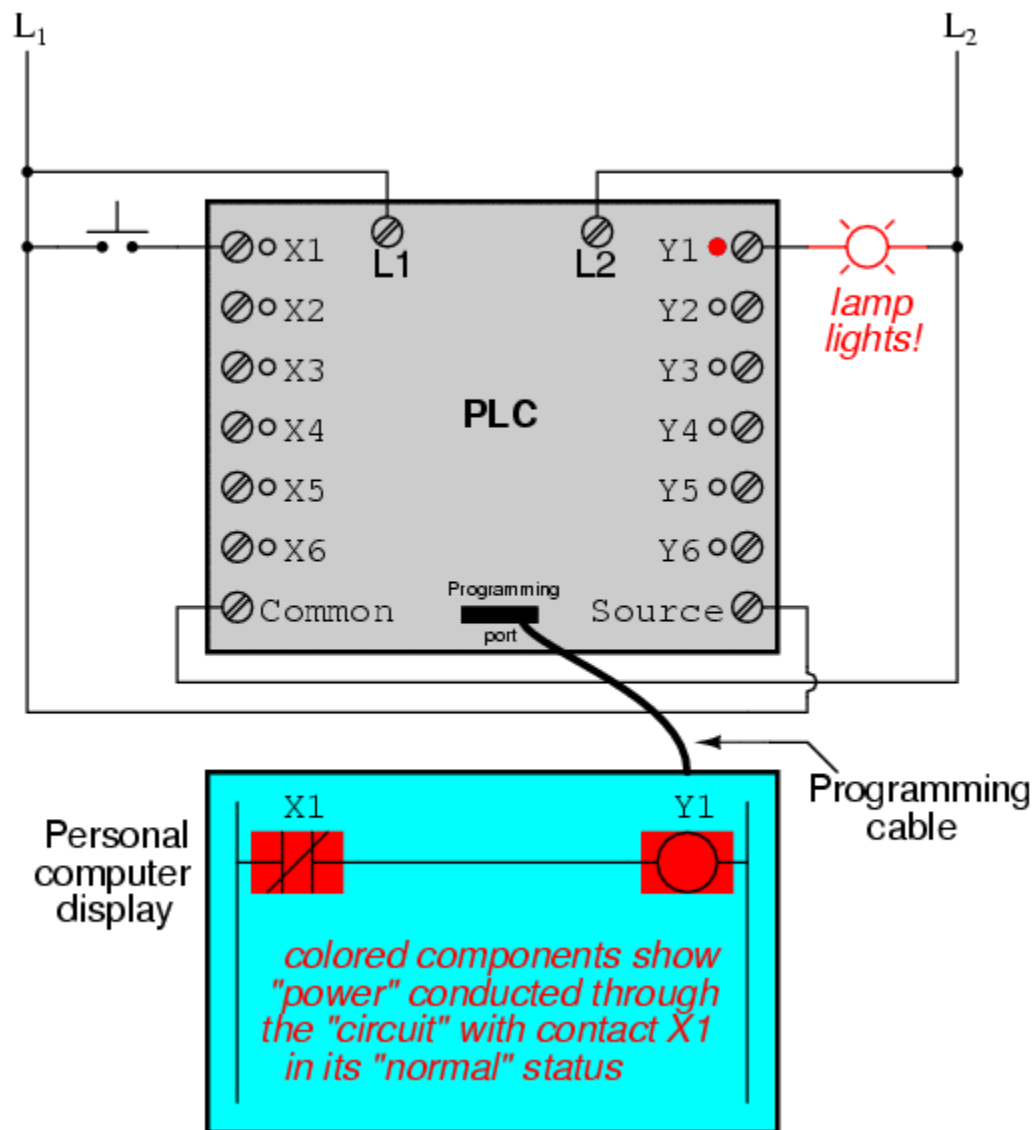 L1 L2
L1 L2
X1 Y1
X2 Y2
X3 Y3
X4 Y4
X5 Y5
X6 Y6
PLC
lamp
lights!
Common Source
Programming
port
Programming
cable
Personal
computer
display
X1 Y1
colored components show
"power" conducted through
the "circuit" with contact X1
in its "normal" status